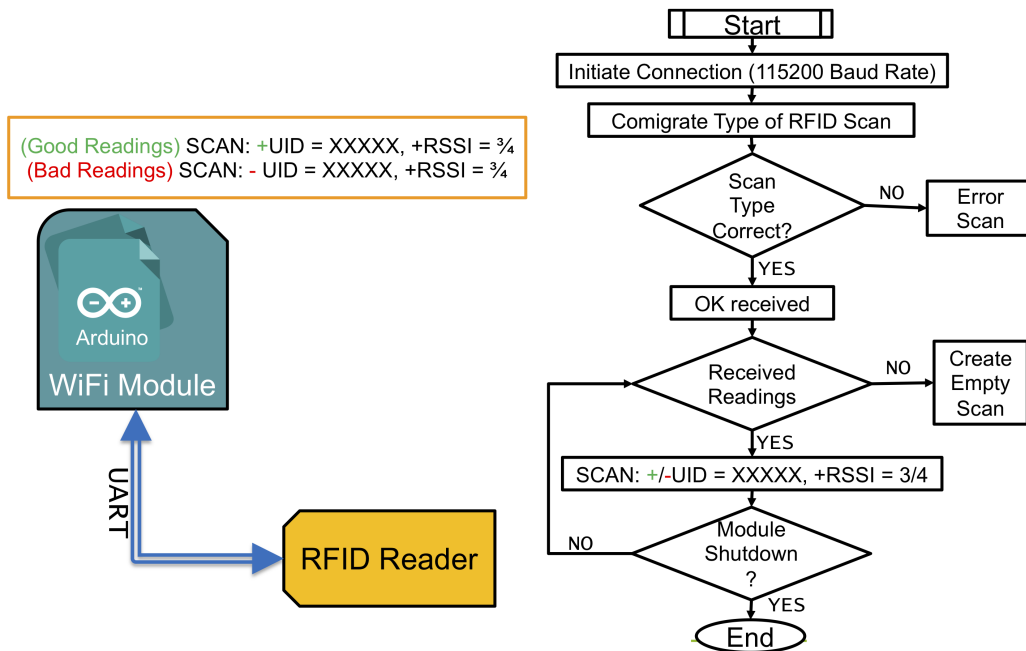 (Good Readings) SCAN: +UID = XXXXX, +RSSI = ¾
(Bad Readings) SCAN: - UID = XXXXX, +RSSI = ¾
Arduino
WiFi Module
UART
RFID Reader
Start
Initiate Connection (115200 Baud Rate)
Comigrate Type of RFID Scan
Scan
Type
Correct?
NO
Error
Scan
YES
OK received
Received
Readings
NO
Create
Empty
Scan
YES
SCAN: +/-UID = XXXXX, +RSSI = 3/4
Module
Shutdown
?
NO
YES
End